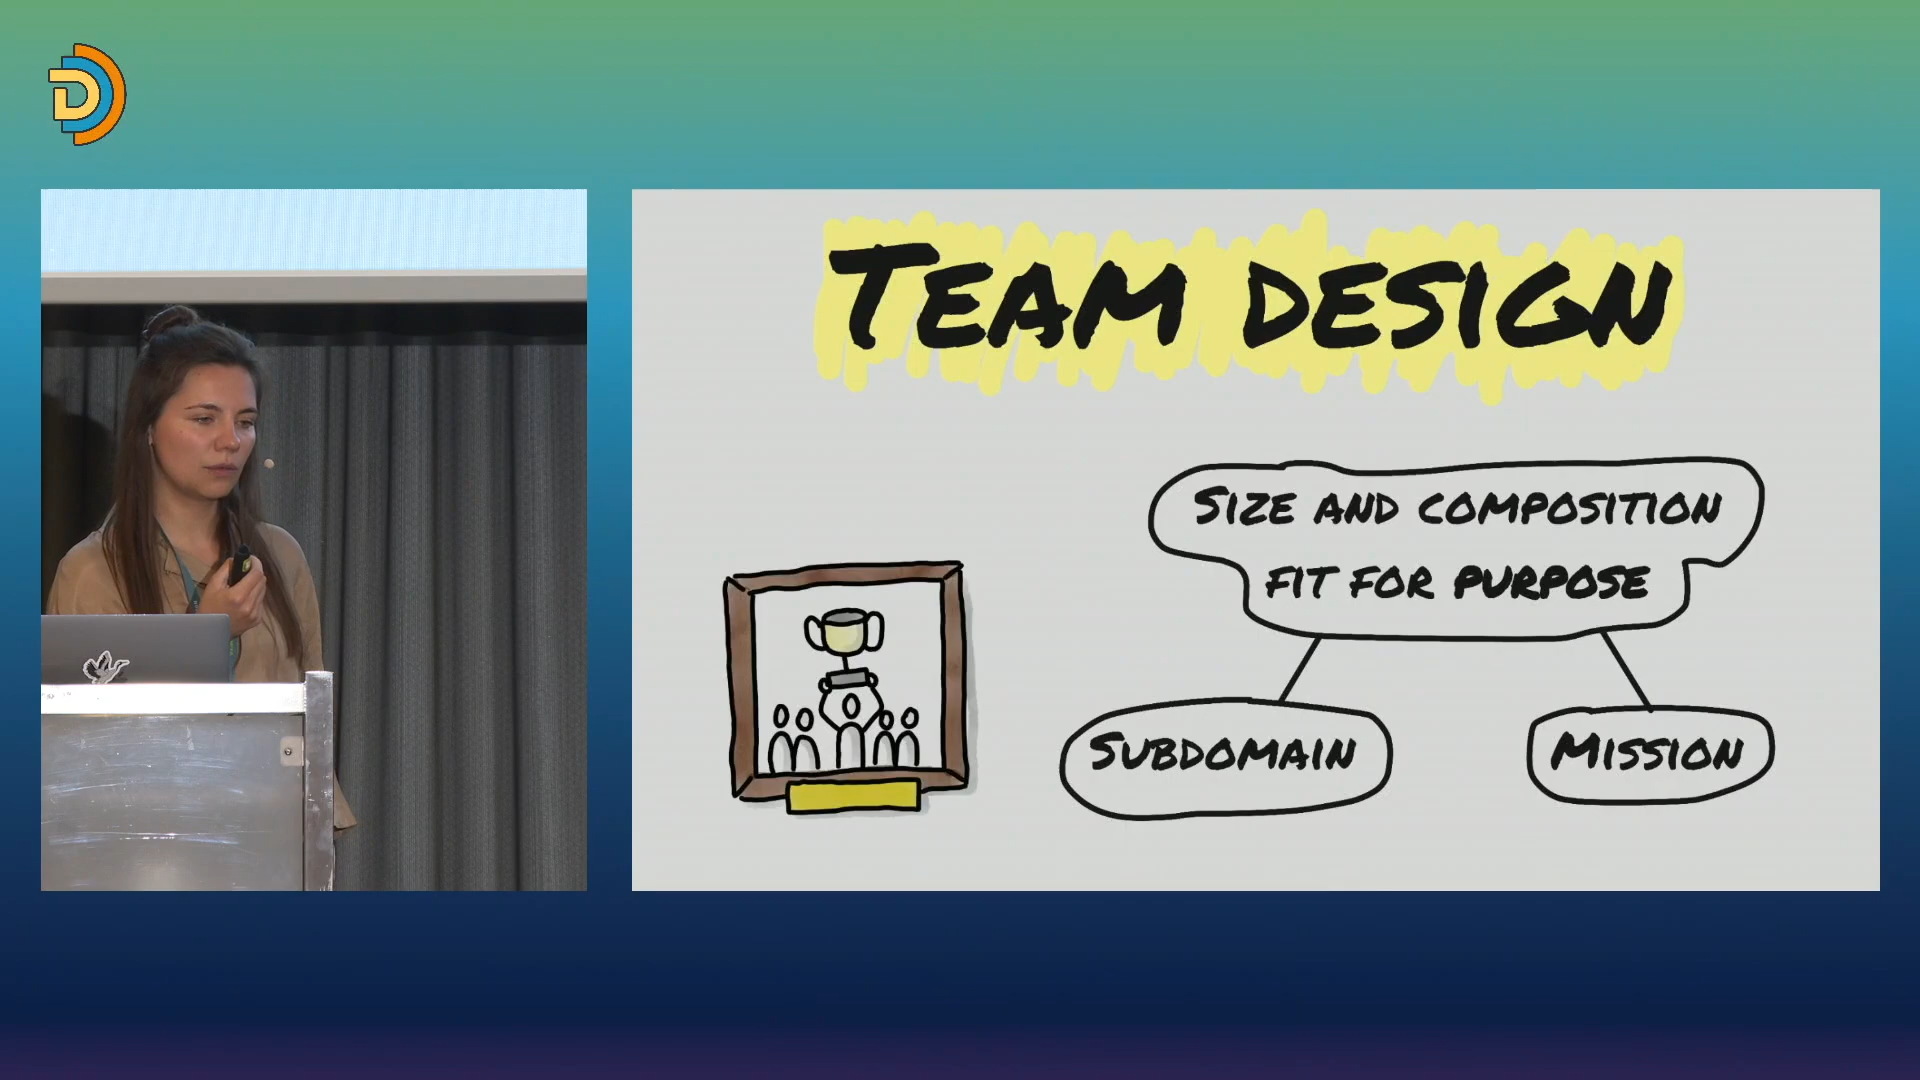 TEAM DESIGN
SIZE AND COMPOSITION
FIT FOR PURPOSE
SUBDOMAIN
MISSION